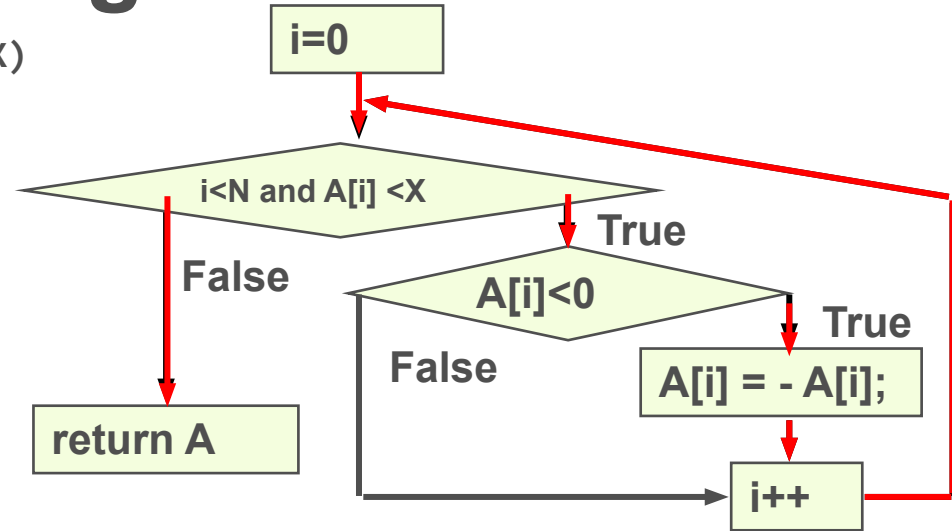 g
X)
i=0
i<N and A[i] <X
True
False
A[i]<0
True
False
A[i] = - A[i];
return A
i++